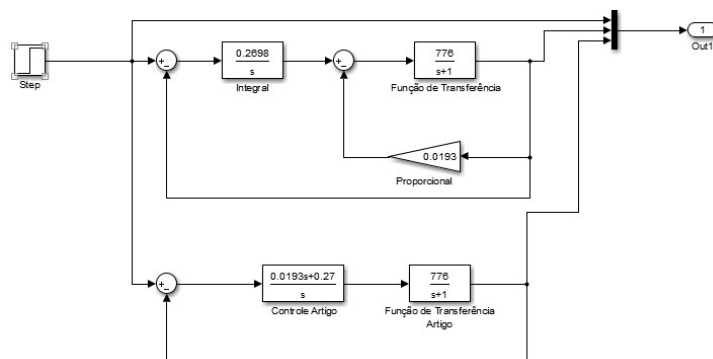 Step
+
-
0.2698
s
Integral
+
-
776
s+1
Função de Transferência
0.0193
Proporcional
1
Out1
+
-
0.0193s+0.27
s
Controle Artigo
776
s+1
Função de Transferência
Artigo